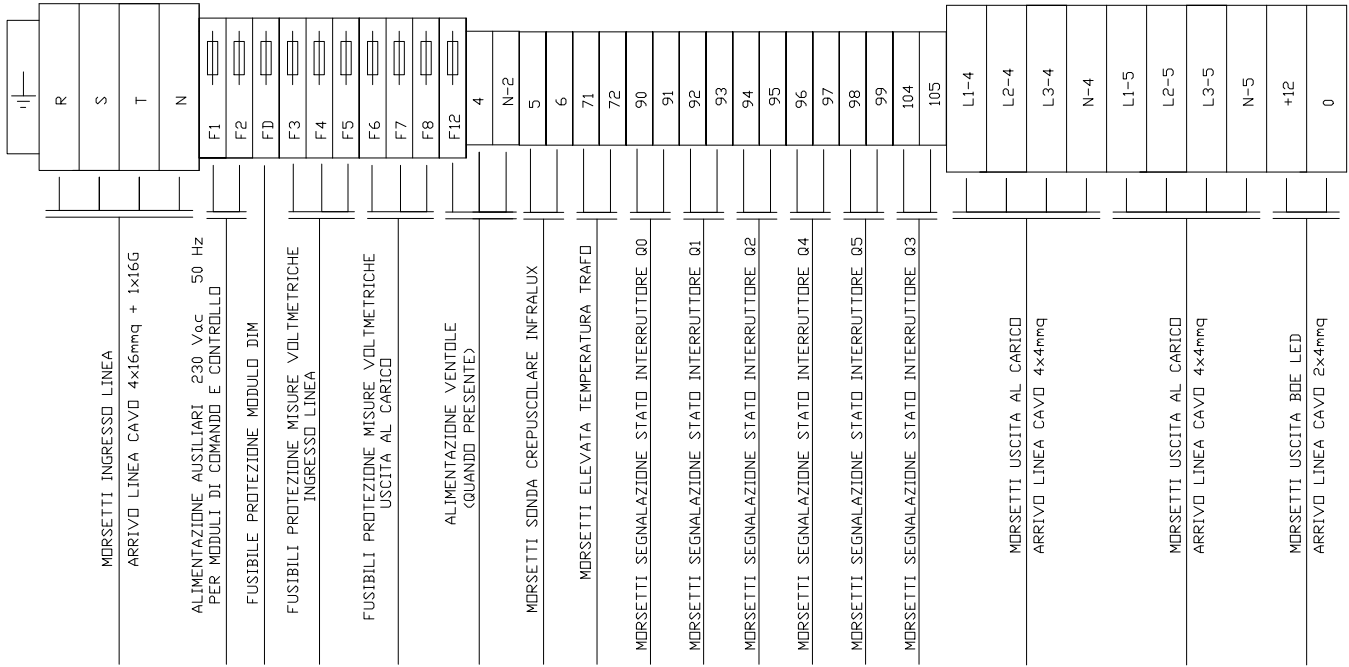 R
S
T
N
F1
F2
FD
F3
F4
F5
F6
F7
F8
F12
4
N-2
5
6
71
72
90
91
92
93
94
95
96
97
98
99
104
105
L1-4
L2-4
L3-4
N-4
L1-5
L2-5
L3-5
N-5
+12
0
MORSETTI INGRESSO LINEA
ARRIVO LINEA CAVO 4x16mmq + 1x16G
ALIMENTAZIONE AUSILIARI 230 Vac 50 Hz
PER MODULI DI COMANDO E CONTROLLO
FUSIBILE PROTEZIONE MODULO DIM
FUSIBILI PROTEZIONE MISURE VOLTMETRICHE
INGRESSO LINEA
FUSIBILI PROTEZIONE MISURE VOLTMETRICHE
USCITA AL CARICO
ALIMENTAZIONE VENTOLE
(QUANDO PRESENTE)
MORSETTI SONDA CREPUSCOLARE INFRALUX
MORSETTI ELEVATA TEMPERATURA TRAFO
MORSETTI SEGNALAZIONE STATO INTERRUTTORE Q0
MORSETTI SEGNALAZIONE STATO INTERRUTTORE Q1
MORSETTI SEGNALAZIONE STATO INTERRUTTORE Q2
MORSETTI SEGNALAZIONE STATO INTERRUTTORE Q4
MORSETTI SEGNALAZIONE STATO INTERRUTTORE Q5
MORSETTI SEGNALAZIONE STATO INTERRUTTORE Q3
MORSETTI USCITA AL CARICO
ARRIVO LINEA CAVO 4x4mmq
MORSETTI USCITA AL CARICO
ARRIVO LINEA CAVO 4x4mmq
MORSETTI USCITA BOE LED
ARRIVO LINEA CAVO 2x4mmq